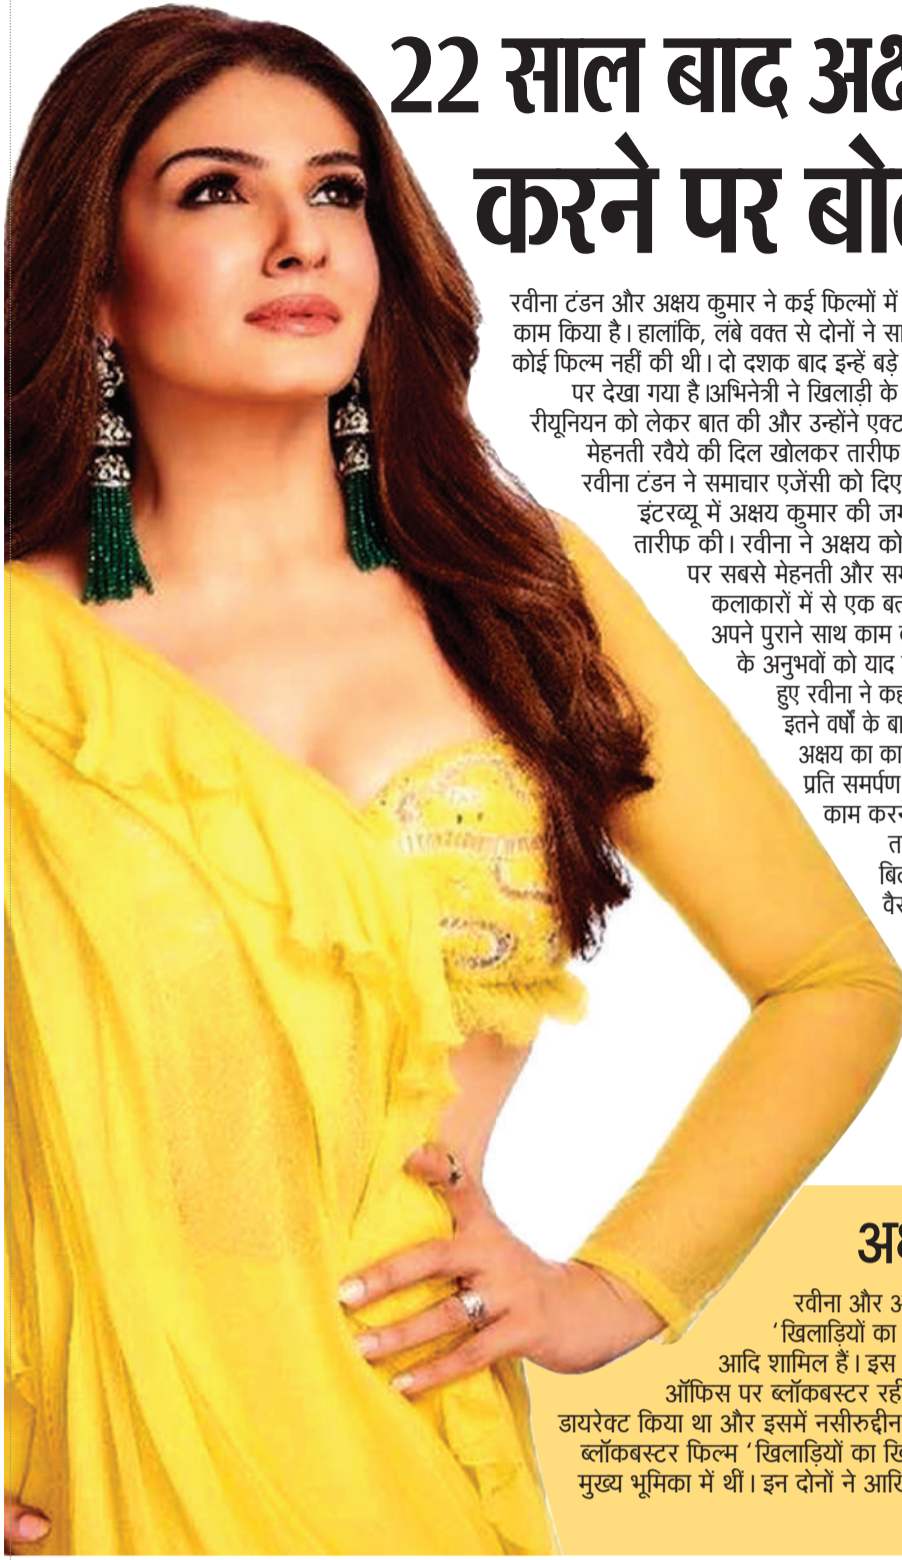 22 साल बाद
करने पर
रवीना टंडन और अक्षय कुमार ने कई फिल्मों में
काम किया है। हालांकि, लंबे वक्त से दोनों ने
कोई फिल्म नहीं की थी। दो दशक बाद इन्हें बड़े
पर देखा गया है।अभिनेत्री ने खिलाड़ी के
रीयूनियन को लेकर बात की और उन्होंने
मेहनती रवैये की दिल खोलकर तारीफ
रवीना टंडन ने समाचार एजेंसी को दिए
इंटरव्यू में अक्षय कुमार की
तारीफ की। रवीना ने अक्षय को
पर सबसे मेहनती और
कलाकारों में से एक
अपने पुराने साथ काम
के अनुभवों को याद
हुए रवीना ने
इतने वर्षों के
अक्षय का
प्रति समर्पण
काम
रवीना और
‘खिलाड़ियों का
आदि शामिल हैं। इस
ऑफिस पर ब्लॉकबस्टर
डायरेक्ट किया था और इसमें नसीरुद्दीन
ब्लॉकबस्टर फिल्म ‘खिलाड़ियों का
मुख्य भूमिका में थीं। इन दोनों ने